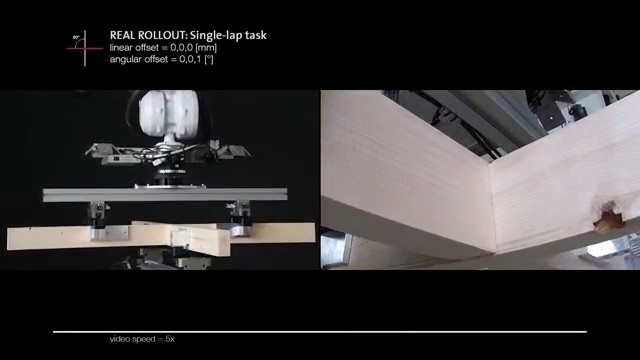 90°
REAL ROLLOUT: Single-lap task
linear offset = 0,0,0 [mm]
angular offset = 0,0,1 [°]
video speed = 5x